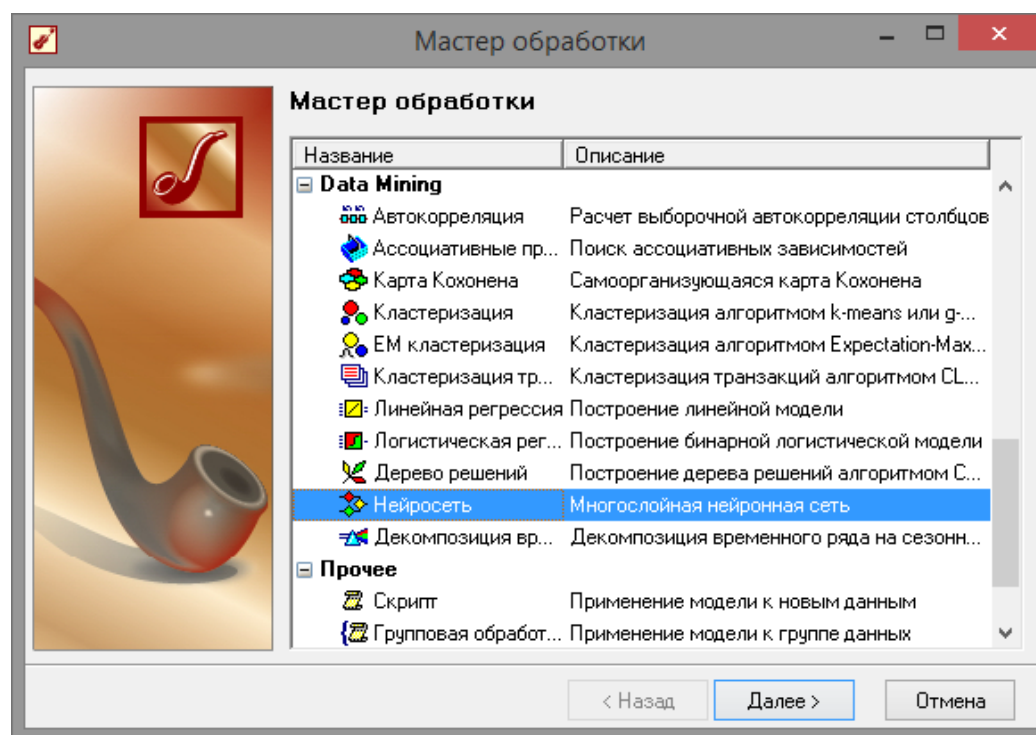 Мастер обработки
Мастер обработки
Название Описание
Data Mining
Автокорреляция Расчет выборочной автокорреляции столбцов
Ассоциативные пр... Поиск ассоциативных зависимостей
Карта Кохонена Самоорганизующаяся карта Кохонена
Кластеризация Кластеризация алгоритмом k-means или g-...
EM кластеризация Кластеризация алгоритмом Expectation-Max...
Кластеризация тр... Кластеризация транзакций алгоритмом CL...
Линейная регрессия Построение линейной модели
Логистическая рег... Построение бинарной логистической модели
Дерево решений Построение дерева решений алгоритмом C...
Нейросеть Многослойная нейронная сеть
Декомпозиция вр... Декомпозиция временного ряда на сезонн...
Прочее
Скрипт Применение модели к новым данным
Групповая обработ... Применение модели к группе данных
< Назад Далее > Отмена